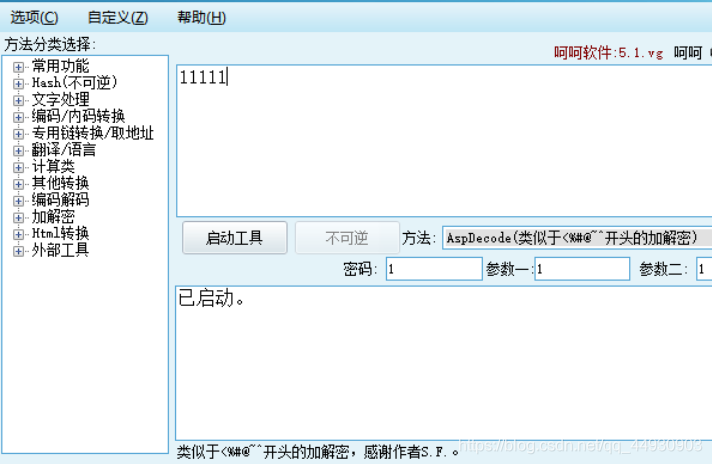 选项(C) 自定义(Z) 帮助(H)
方法分类选择:
呵呵软件:5.1.vg 呵呵
常用功能
Hash(不可逆)
文字处理
编码/内码转换
专用链转换/取地址
翻译/语言
计算类
其他转换
编码解码
加解密
Html转换
外部工具
11111
启动工具 不可逆 方法: AspDecode(类似于<%#@~^开头的加解密)
密码: 1 参数一:1 参数二: 1
已启动。
https://blog.csdn.net/qq_44930903
类似于<%#@~^开头的加解密，感谢作者S.F.。